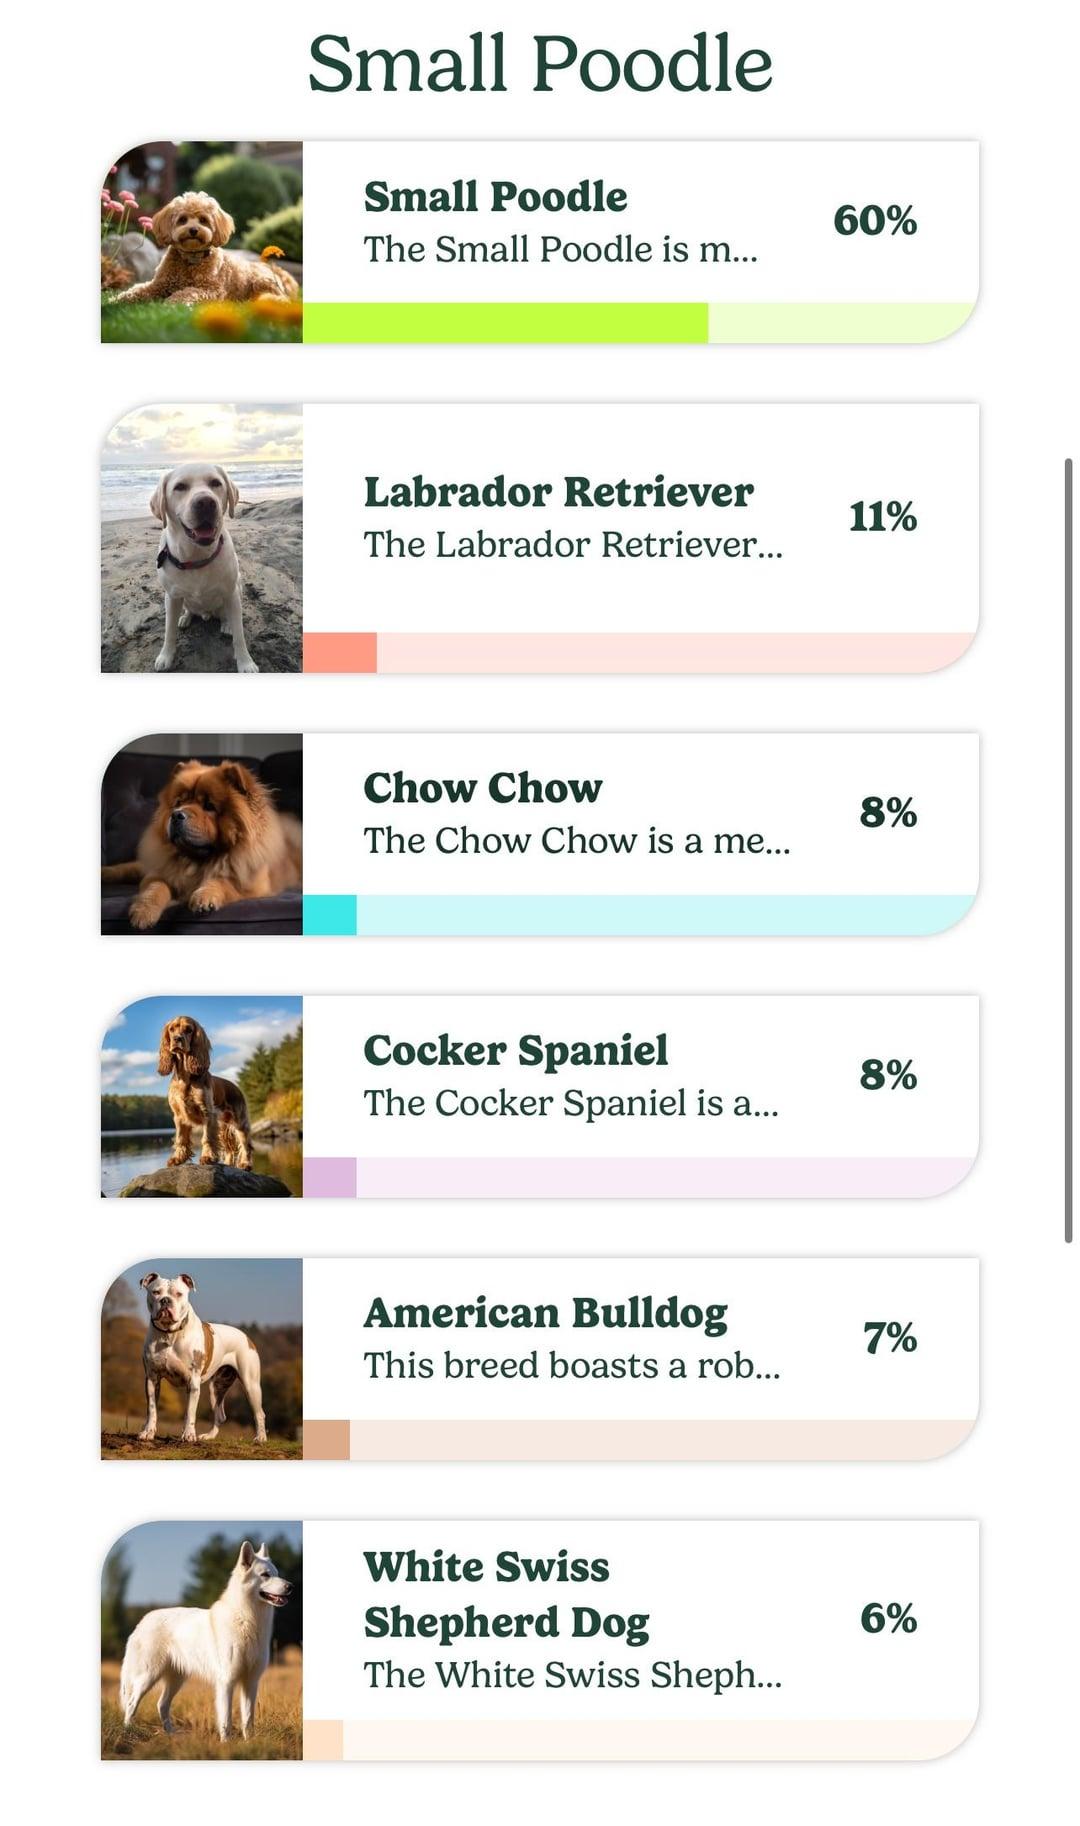 Small Poodle
Small Poodle
The Small Poodle is m...
60%
Labrador Retriever
The Labrador Retriever...
11%
Chow Chow
The Chow Chow is a me...
8%
Cocker Spaniel
The Cocker Spaniel is a...
8%
American Bulldog
This breed boasts a rob...
7%
White Swiss
Shepherd Dog
The White Swiss Sheph...
6%